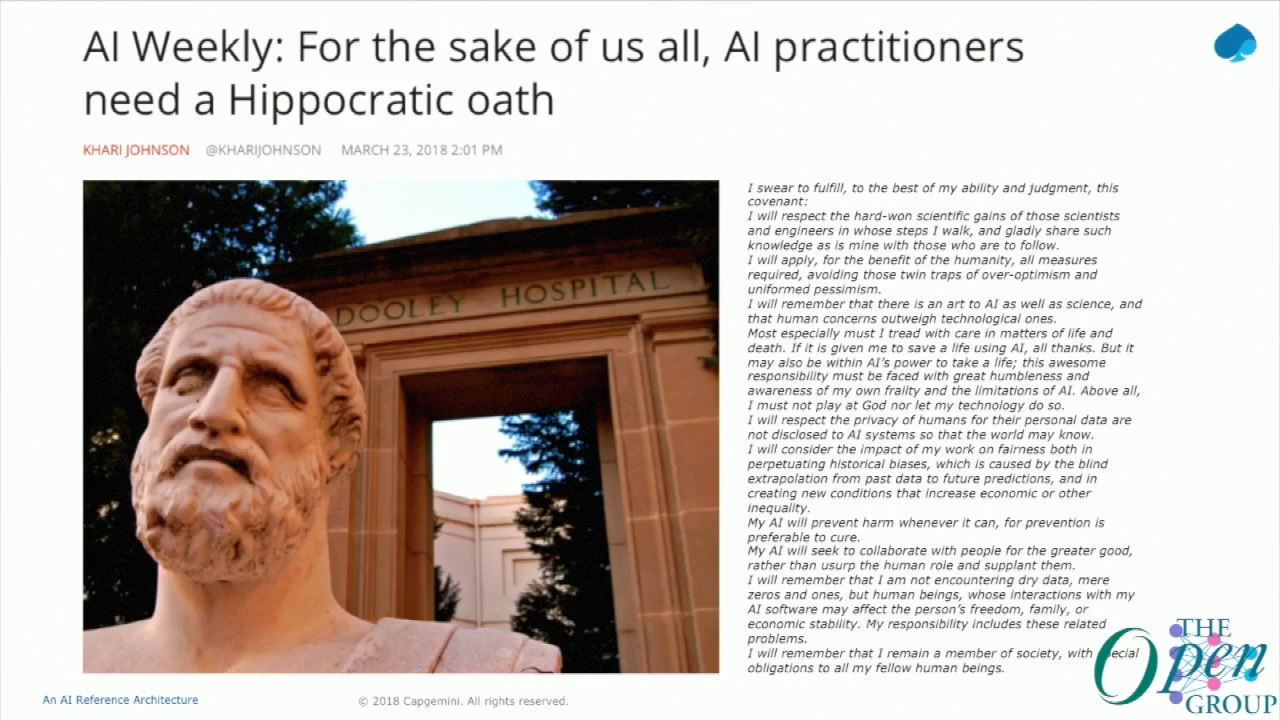 AI Weekly: For the sake of us all, AI practitioners
need a Hippocratic oath
KHARI JOHNSON @KHARIJOHNSON MARCH 23, 2018 2:01 PM
DOOLEY HOSPITAL
I swear to fulfill, to the best of my ability and judgment, this
covenant:
I will respect the hard-won scientific gains of those scientists
and engineers in whose steps I walk, and gladly share such
knowledge as is mine with those who are to follow.
I will apply, for the benefit of the humanity, all measures
required, avoiding those twin traps of over-optimism and
uniformed pessimism.
I will remember that there is an art to AI as well as science, and
that human concerns outweigh technological ones.
Most especially must I tread with care in matters of life and
death. If it is given me to save a life using AI, all thanks. But it
may also be within AI's power to take a life; this awesome
responsibility must be faced with great humbleness and
awareness of my own frailty and the limitations of AI. Above all,
I must not play at God nor let my technology do so.
I will respect the privacy of humans for their personal data are
not disclosed to AI systems so that the world may know.
I will consider the impact of my work on fairness both in
perpetuating historical biases, which is caused by the blind
extrapolation from past data to future predictions, and in
creating new conditions that increase economic or other
inequality.
My AI will prevent harm whenever it can, for prevention is
preferable to cure.
My AI will seek to collaborate with people for the greater good,
rather than usurp the human role and supplant them.
I will remember that I am not encountering dry data, mere
zeros and ones, but human beings, whose interactions with my
AI software may affect the person's freedom, family, or
economic stability. My responsibility includes these related
problems.
I will remember that I remain a member of society, with
obligations to all my fellow human beings.
THE
Open
GROUP
An AI Reference Architecture
© 2018 Capgemini. All rights reserved.